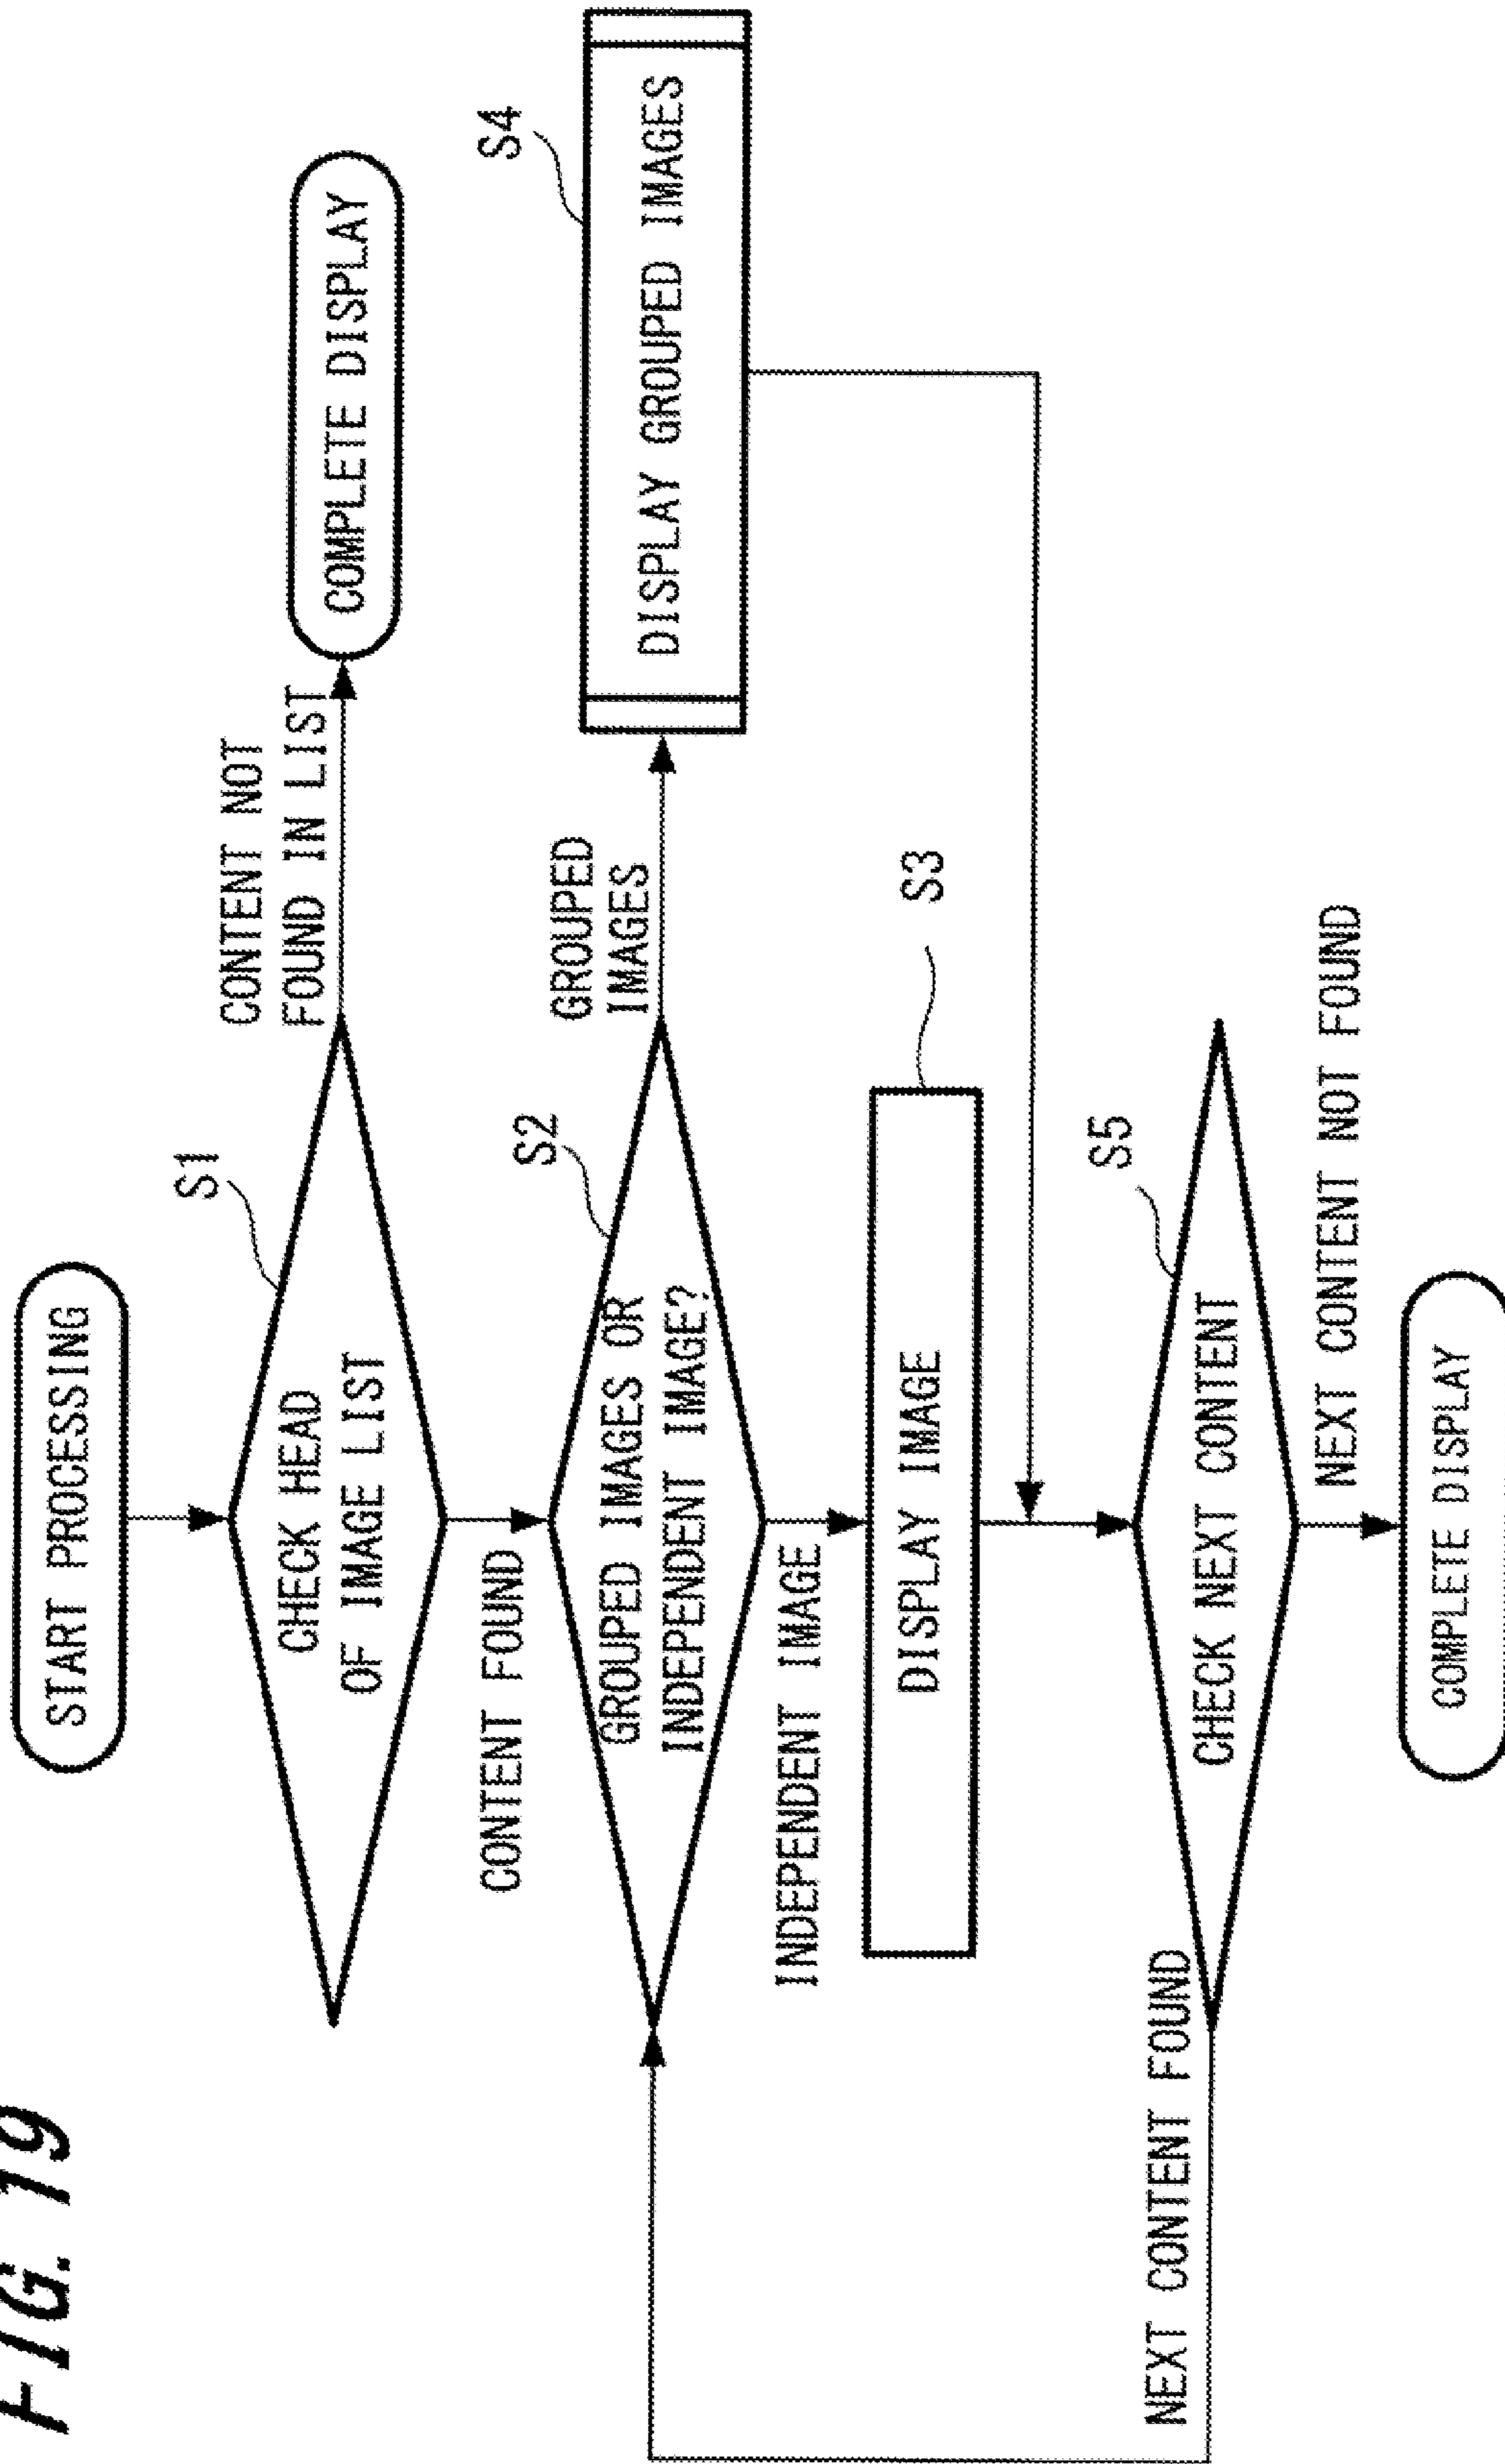 FIG. 19
START PROCESSING
S1
CHECK HEAD
OF IMAGE LIST
CONTENT NOT
FOUND IN LIST
COMPLETE DISPLAY
CONTENT FOUND
S2
GROUPED IMAGES OR
INDEPENDENT IMAGE?
GROUPED
IMAGES
S4
DISPLAY GROUPED IMAGES
INDEPENDENT IMAGE
S3
DISPLAY IMAGE
S5
CHECK NEXT CONTENT
NEXT CONTENT FOUND
NEXT CONTENT NOT FOUND
COMPLETE DISPLAY